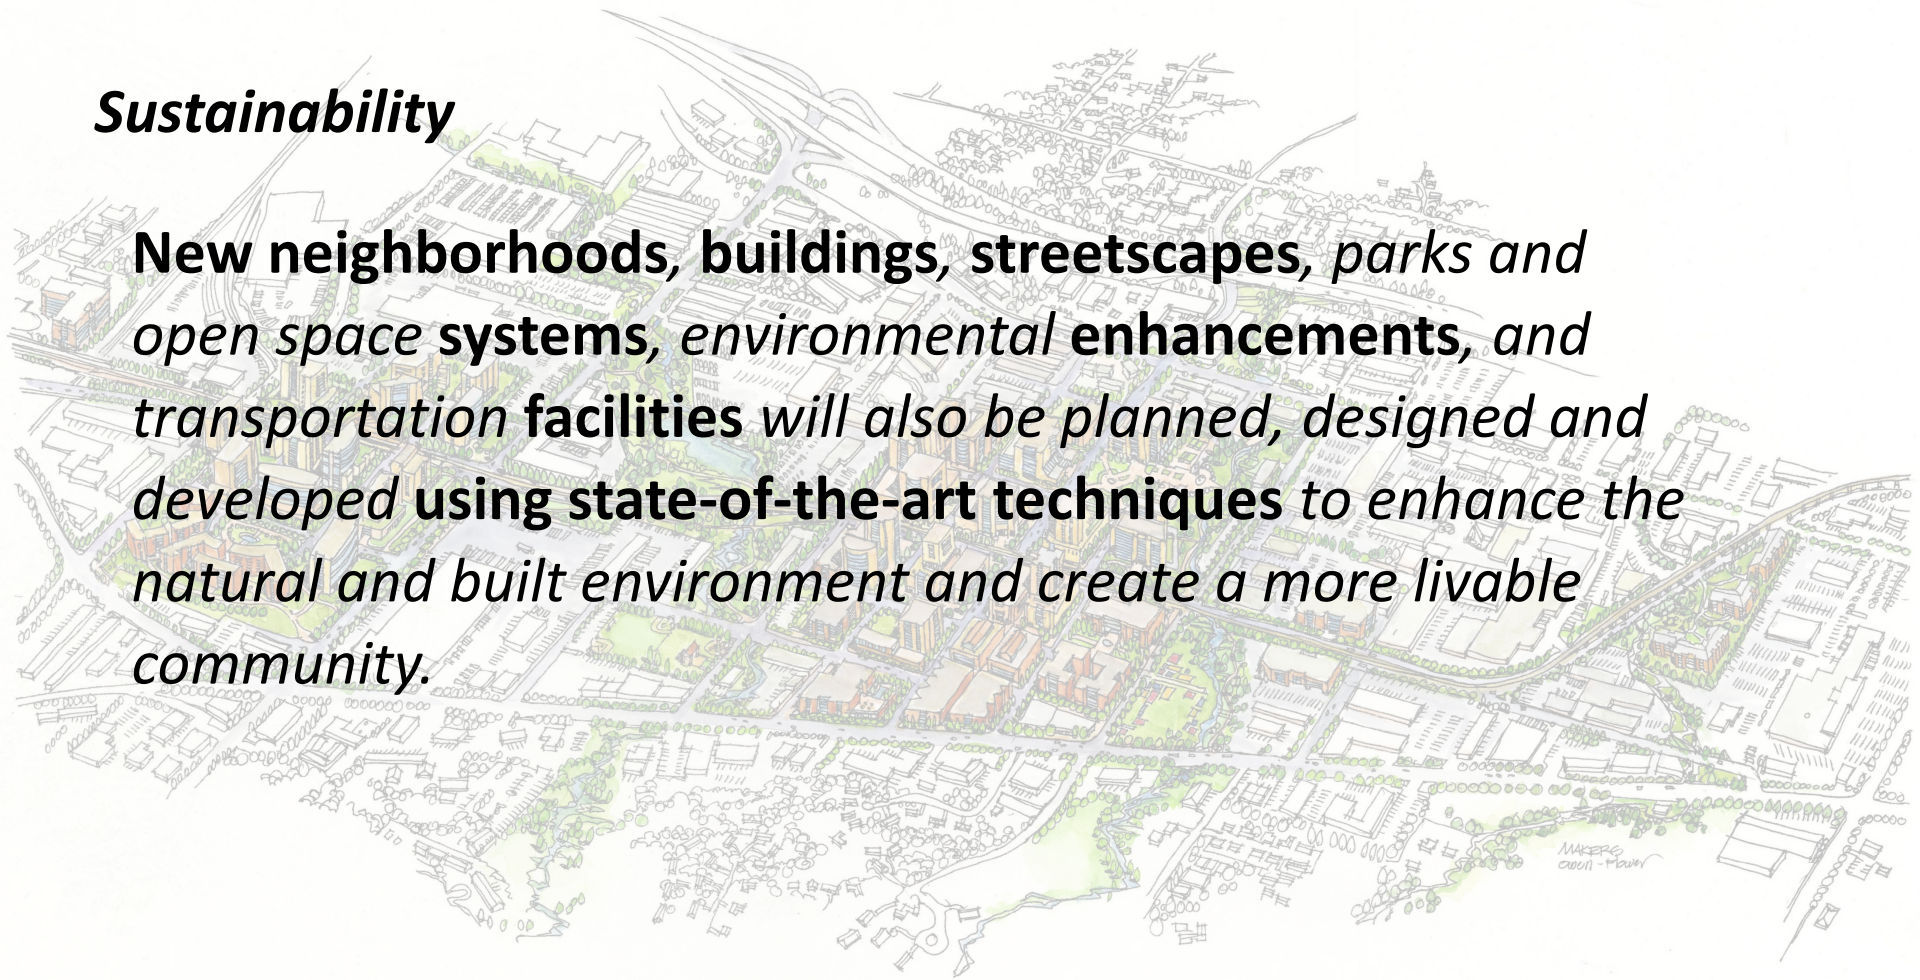 Sustainability
New neighborhoods, buildings, streetscapes, parks and
open space systems, environmental enhancements, and
transportation facilities will also be planned, designed and
developed using state-of-the-art techniques to enhance the
natural and built environment and create a more livable
community.
MAKERS